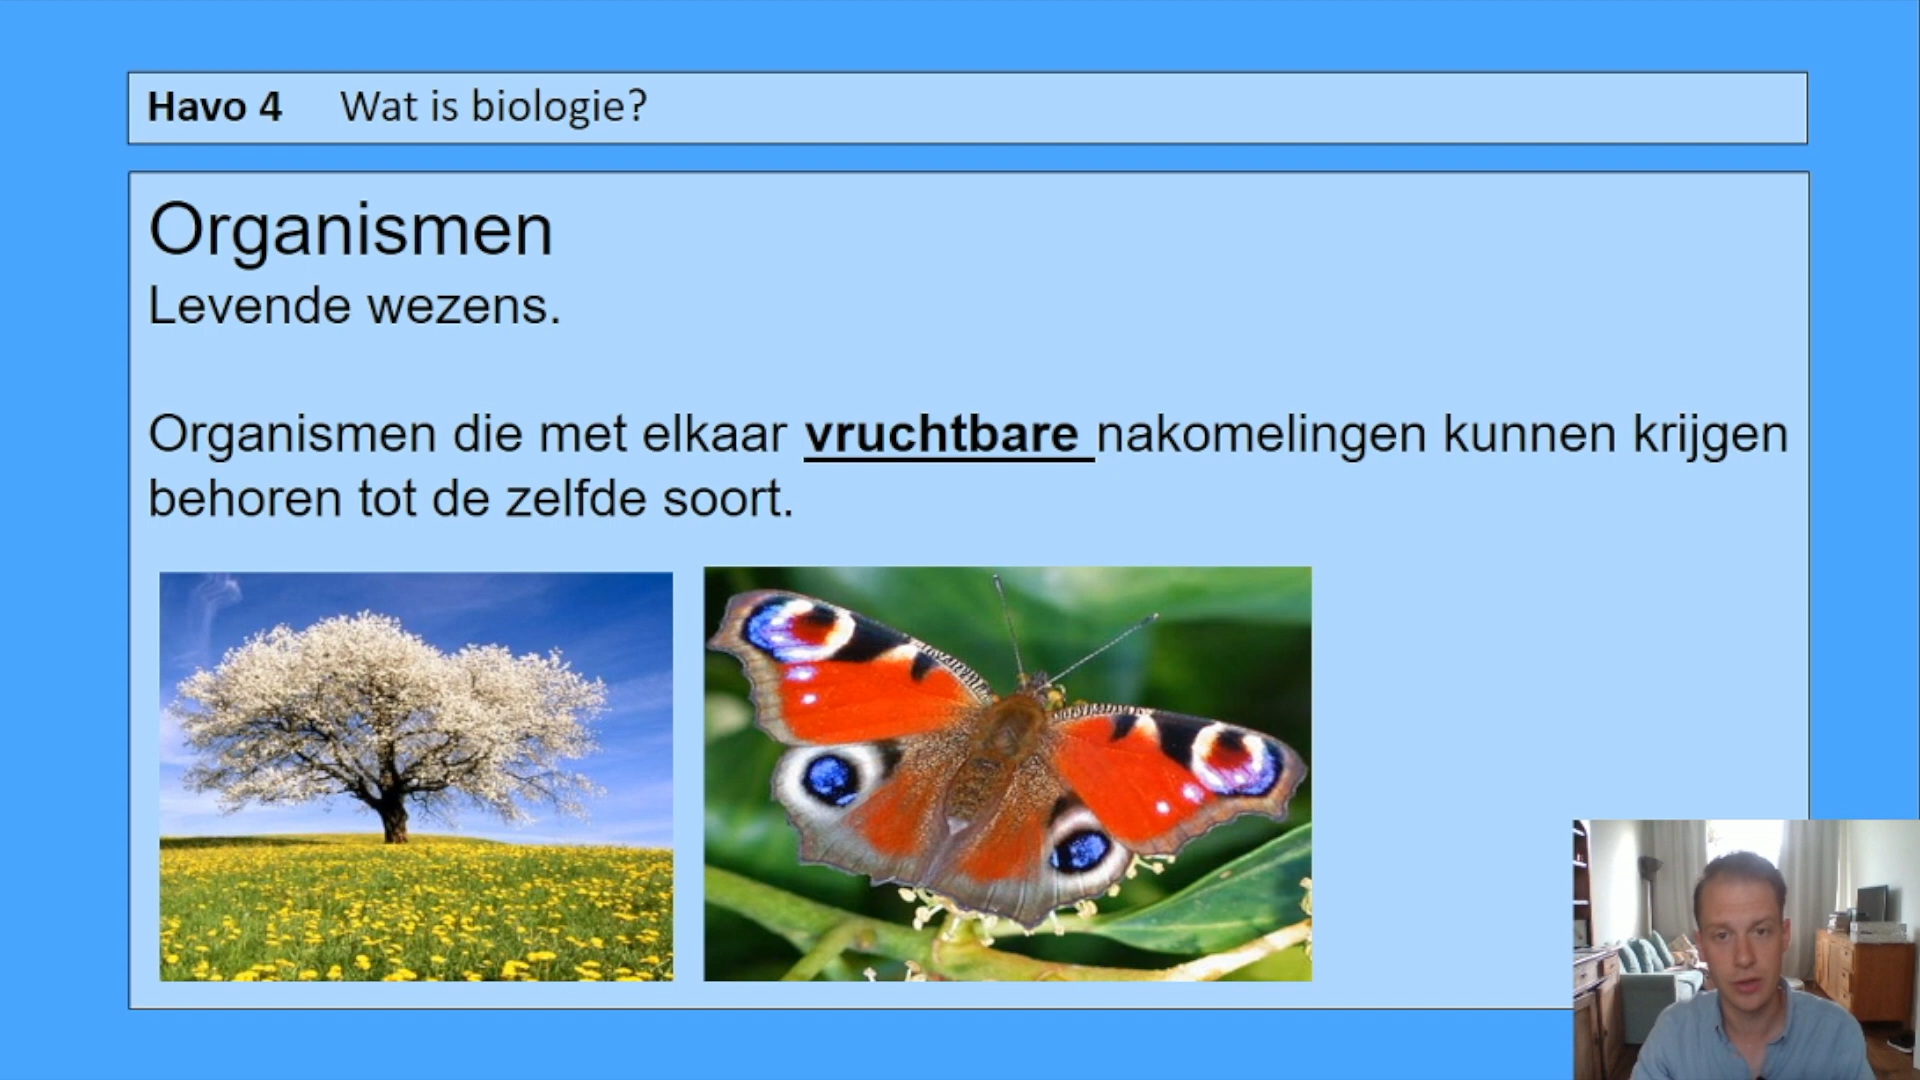 Havo 4 Wat is biologie?
Organismen
Levende wezens.
Organismen die met elkaar vruchtbare nakomelingen kunnen krijgen
behoren tot de zelfde soort.